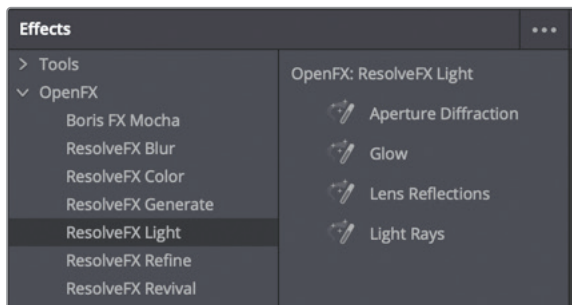 Effects
Tools
OpenFX
Boris FX Mocha
ResolveFX Blur
ResolveFX Color
ResolveFX Generate
ResolveFX Light
ResolveFX Refine
ResolveFX Revival
OpenFX: ResolveFX Light
Aperture Diffraction
Glow
Lens Reflections
Light Rays